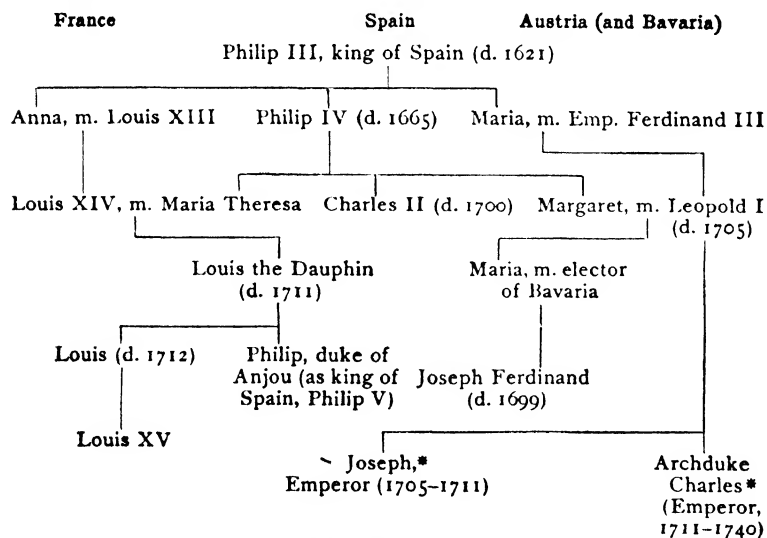 France Spain Austria (and Bavaria)
Philip III, king of Spain (d. 1621)
Anna, m. Louis XIII Philip IV (d. 1665) Maria, m. Emp. Ferdinand III
Louis XIV, m. Maria Theresa Charles II (d. 1700) Margaret, m. Leopold I
(d. 1705)
Louis the Dauphin
(d. 1711)
Maria, m. elector
of Bavaria
Louis (d. 1712)
Philip, duke of
Anjou (as king of
Spain, Philip V)
Joseph Ferdinand
(d. 1699)
Louis XV
Joseph,*
Emperor (1705–1711)
Archduke
Charles*
(Emperor,
1711–1740)